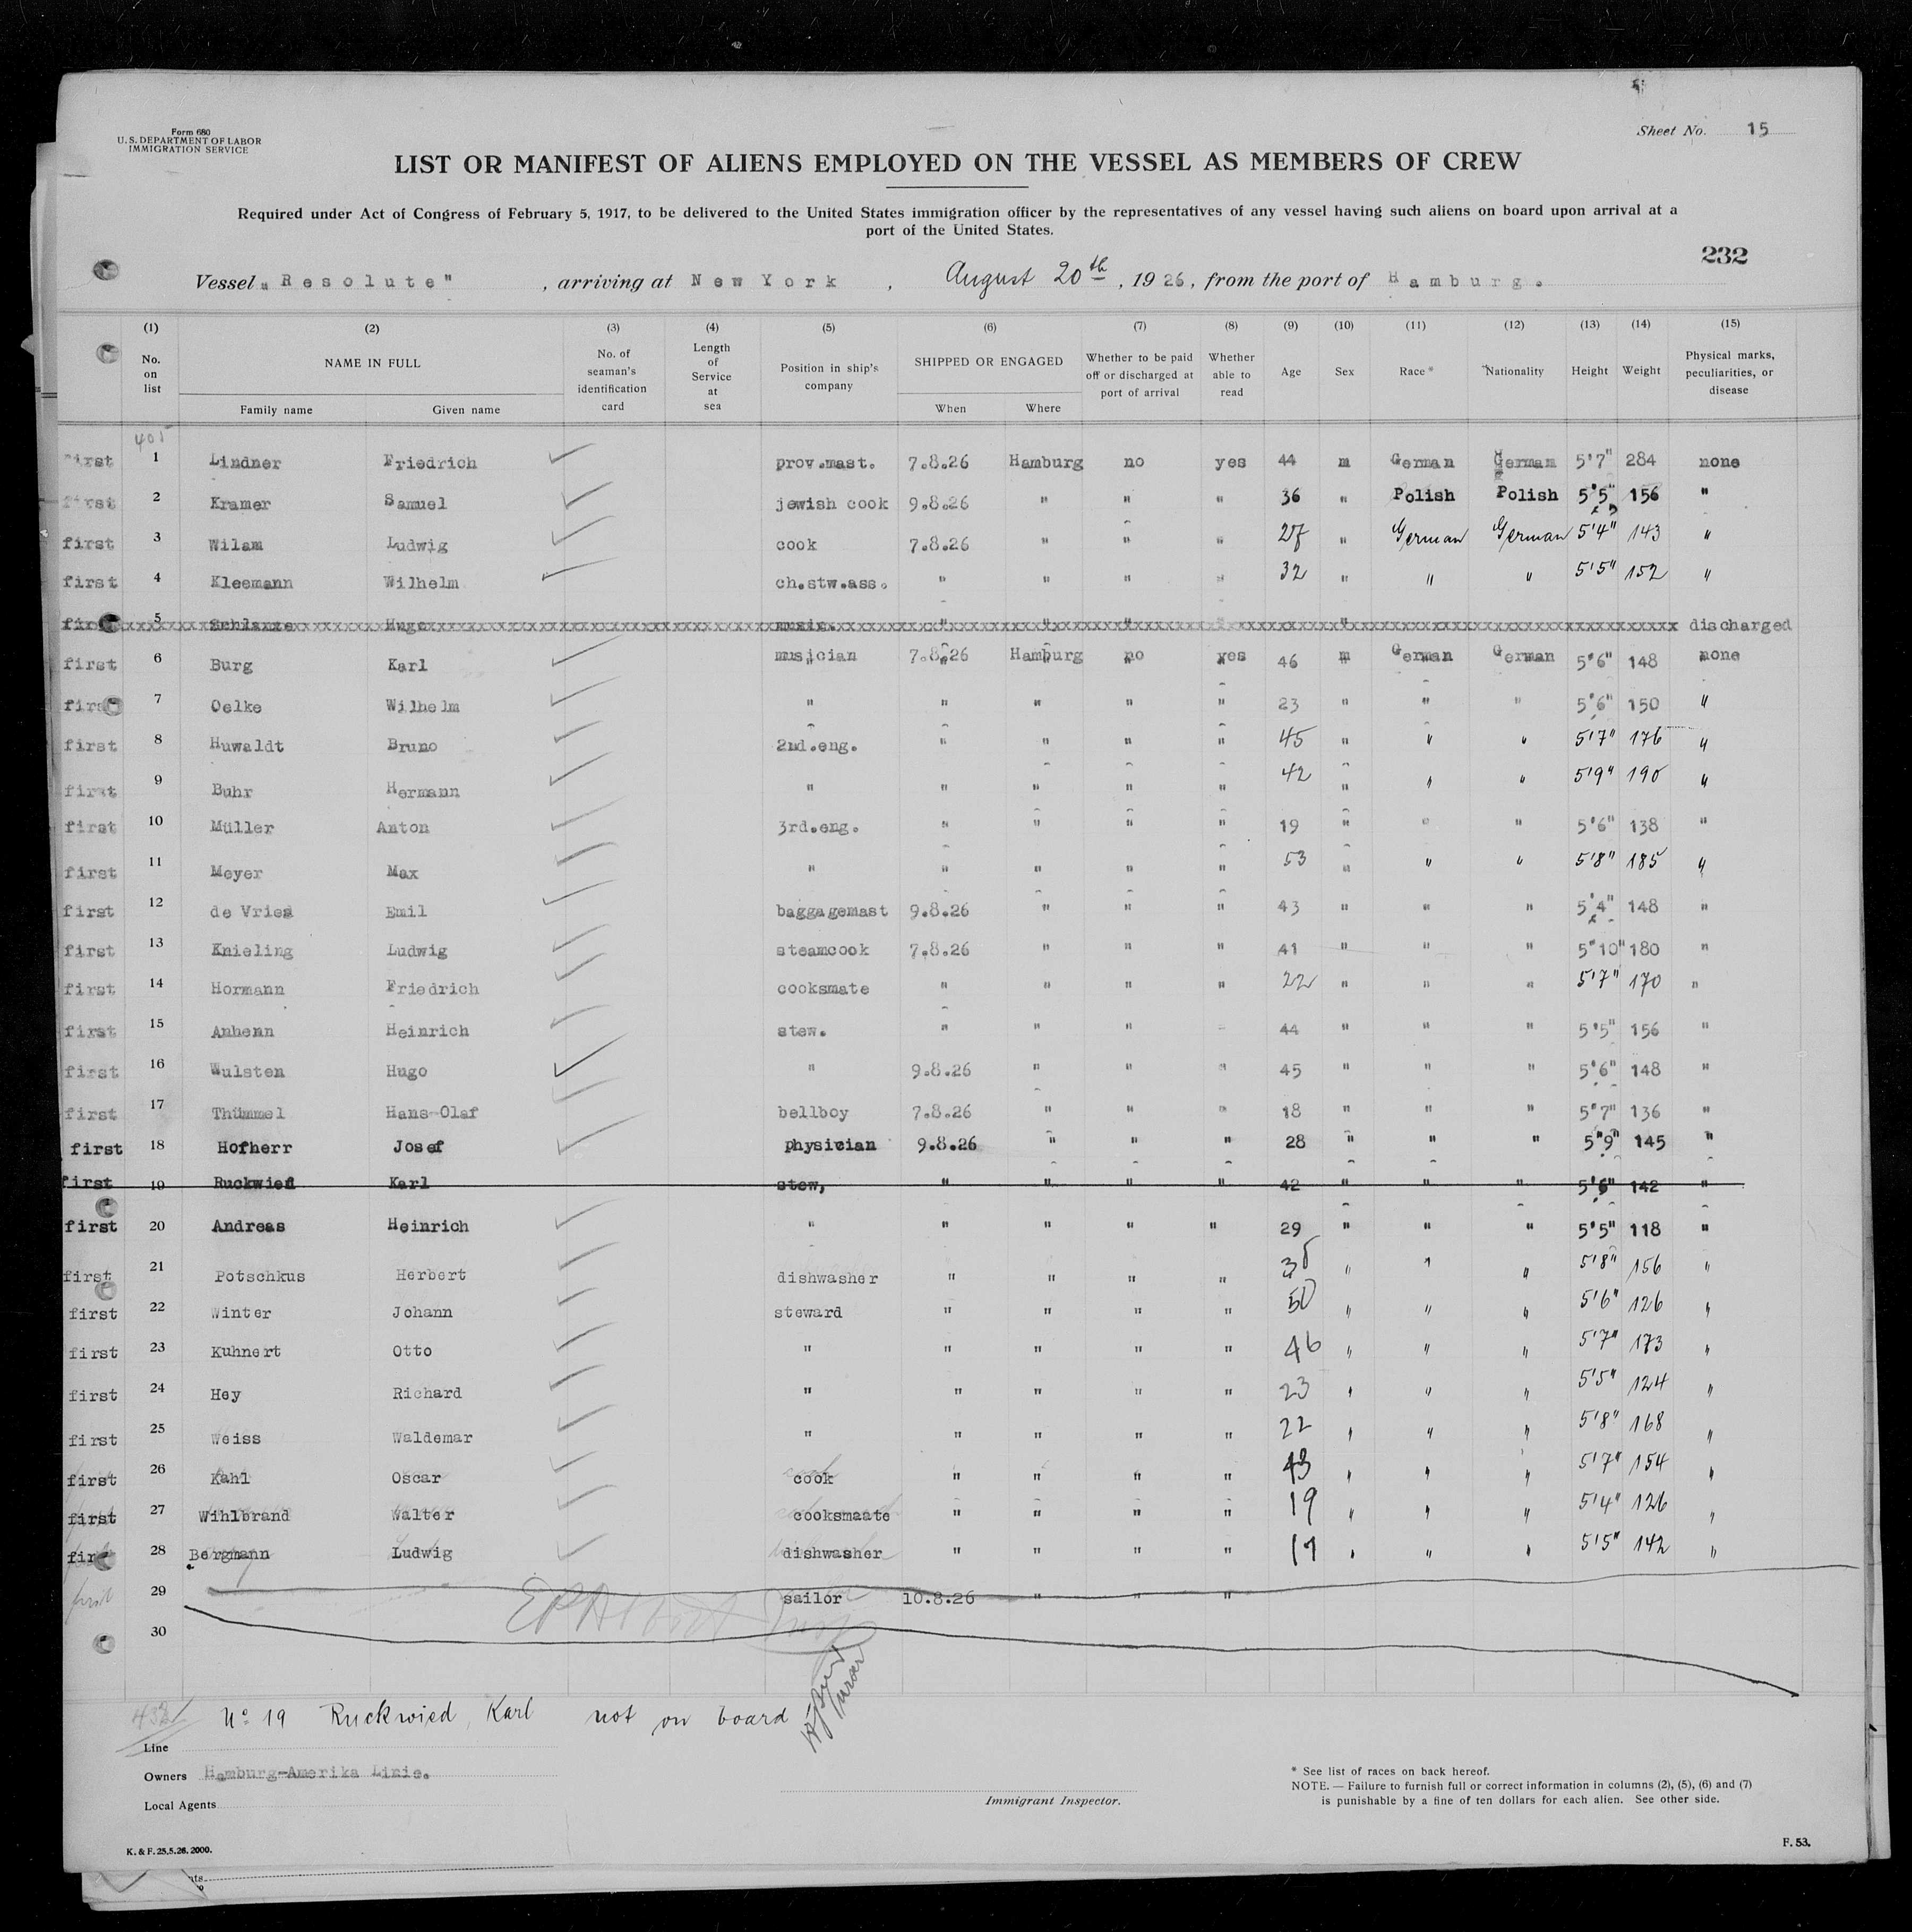 Form 680
U. S. DEPARTMENT OF LABOR
IMMIGRATION SERVICE
Sheet No. 15
LIST OR MANIFEST OF ALIENS EMPLOYED ON THE VESSEL AS MEMBERS OF CREW
Required under Act of Congress of February 5, 1917, to be delivered to the United States immigration officer by the representatives of any vessel having such aliens on board upon arrival at a
port of the United States.
232
Vessel „Resolute" , arriving at New York , August 20th , 1926, from the port of Hamburg.
(1) (2) (3) (4) (5) (6) (7) (8) (9) (10) (11) (12) (13) (14) (15)
No. on list NAME IN FULL Family name Given name No. of seaman's identification card Length of Service at sea Position in ship's company SHIPPED OR ENGAGED When Where Whether to be paid off or discharged at port of arrival Whether able to read Age Sex Race* Nationality Height Weight Physical marks, peculiarities, or disease
405
first 1 Lindner Friedrich prov.mast. 7.8.26 Hamburg no yes 44 m German German 5'7" 284 none
first 2 Kramer Samuel jewish cook 9.8.26 " " " 36 " Polish Polish 5'5" 156 "
first 3 Wilam Ludwig cook 7.8.26 " " " " German German 5'4" 143 "
first 4 Kleemann Wilhelm ch.stw.ass. " " " " 32 " " " 5'5" 152 "
first 5 Hugo " " " " " discharged
first 6 Burg Karl musician 7.8.26 Hamburg no yes 46 m German German 5'6" 148 none
first 7 Oelke Wilhelm " " " " " 23 " " " 5'6" 150 "
first 8 Huwaldt Bruno 2nd.eng. " " " " 45 " " " 5'7" 176 "
first 9 Buhr Hermann " " " " " 42 " " " 5'9" 190 "
first 10 Müller Anton 3rd.eng. " " " " 19 " " " 5'6" 138 "
first 11 Meyer Max " " " " " 53 " " " 5'8" 185 "
first 12 de Vries Emil baggagemast 9.8.26 " " " 43 " " " 5'4" 148 "
first 13 Knieling Ludwig steamcook 7.8.26 " " " 41 " " " 5'10" 180 "
first 14 Hormann Friedrich cooksmate " " " " 22 " " " 5'7" 170 "
first 15 Anhenn Heinrich stew. " " " " 44 " " " 5'5" 156 "
first 16 Wulsten Hugo " 9.8.26 " " " 45 " " " 5'6" 148 "
first 17 Thümmel Hans-Olaf bellboy 7.8.26 " " " 18 " " " 5'7" 136 "
first 18 Hofherr Josef physician 9.8.26 " " " 28 " " " 5'9" 145 "
first 19 Ruckwied Karl stew, " " " " 42 " " " 5'6" 142 "
first 20 Andreas Heinrich " " " " " 29 " " " 5'5" 118 "
first 21 Potschkus Herbert dishwasher " " " " " " " 5'8" 156 "
first 22 Winter Johann steward " " " " 50 " " " 5'6" 126 "
first 23 Kuhnert Otto " " " " " 46 " " " 5'7" 173 "
first 24 Hey Richard " " " " " 23 " " " 5'5" 124 "
first 25 Weiss Waldemar " " " " " 22 " " " 5'8" 168 "
first 26 Kahl Oscar cook " " " " 43 " " " 5'7" 154 "
first 27 Wihlbrand Walter cooksmaate " " " " 19 " " " 5'4" 126 "
first 28 Bergmann Ludwig dishwasher " " " " 17 " " " 5'5" 142 "
first 29 sailor 10.8.26 " " "
30
432
No 19 Ruckwied, Karl not on board
Line
Owners Hamburg-Amerika Linie.
Local Agents
Immigrant Inspector.
* See list of races on back hereof.
NOTE. — Failure to furnish full or correct information in columns (2), (5), (6) and (7)
is punishable by a fine of ten dollars for each alien. See other side.
K. & F. 25.5.26. 2000.
F. 53.